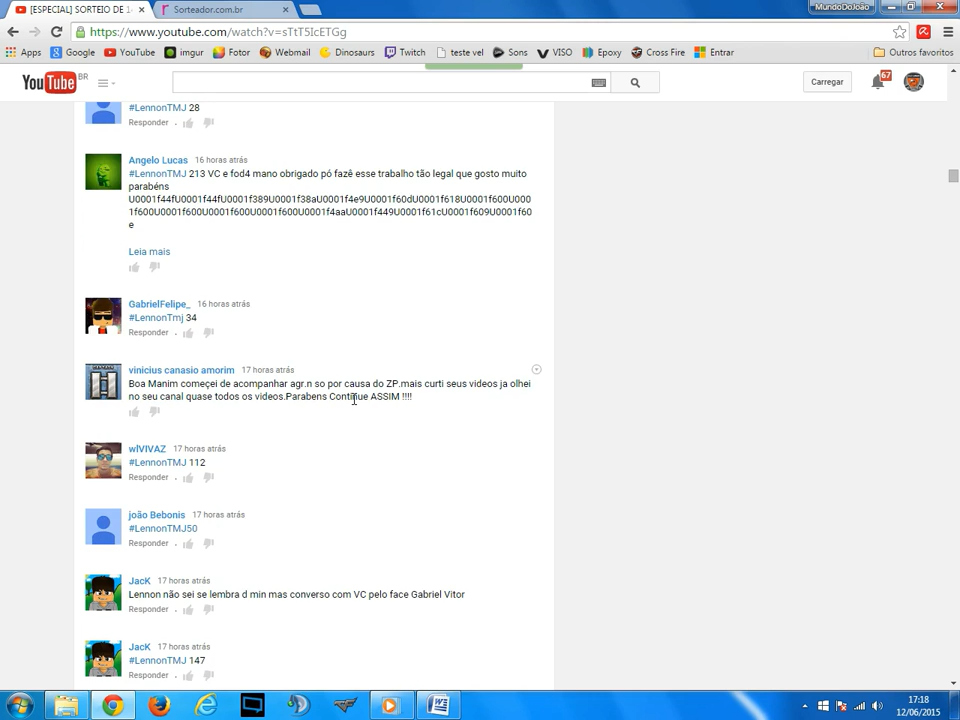 [ESPECIAL] SORTEIO DE 1-
Sorteador.com.br
MundoDoJoão
https://www.youtube.com/watch?v=sTtT5IcETGg
Apps Google YouTube imgur Fotor Webmail Dinosaurs Twitch teste vel Sons VISO Epoxy Cross Fire Entrar Outros favoritos
YouTube BR
Carregar
67
#LennonTMJ 28
Responder
Angelo Lucas 16 horas atrás
#LennonTMJ 213 VC e fod4 mano obrigado pó fazê esse trabalho tão legal que gosto muito
parabéns
U0001f44fU0001f44fU0001f389U0001f38aU0001f4e9U0001f60dU0001f618U0001f600U000
1f600U0001f600U0001f600U0001f600U0001f4aaU0001f449U0001f61cU0001f609U0001f60
e
Leia mais
GabrielFelipe_ 16 horas atrás
#LennonTmj 34
Responder
vinicius canasio amorim 17 horas atrás
Boa Manim começei de acompanhar agr.n so por causa do ZP.mais curti seus videos ja olhei
no seu canal quase todos os videos.Parabens Continue ASSIM !!!!
wlVIVAZ 17 horas atrás
#LennonTMJ 112
Responder
joão Bebonis 17 horas atrás
#LennonTMJ50
Responder
JacK 17 horas atrás
Lennon não sei se lembra d min mas converso com VC pelo face Gabriel Vitor
Responder
JacK 17 horas atrás
#LennonTMJ 147
Responder
17:18
12/06/2015